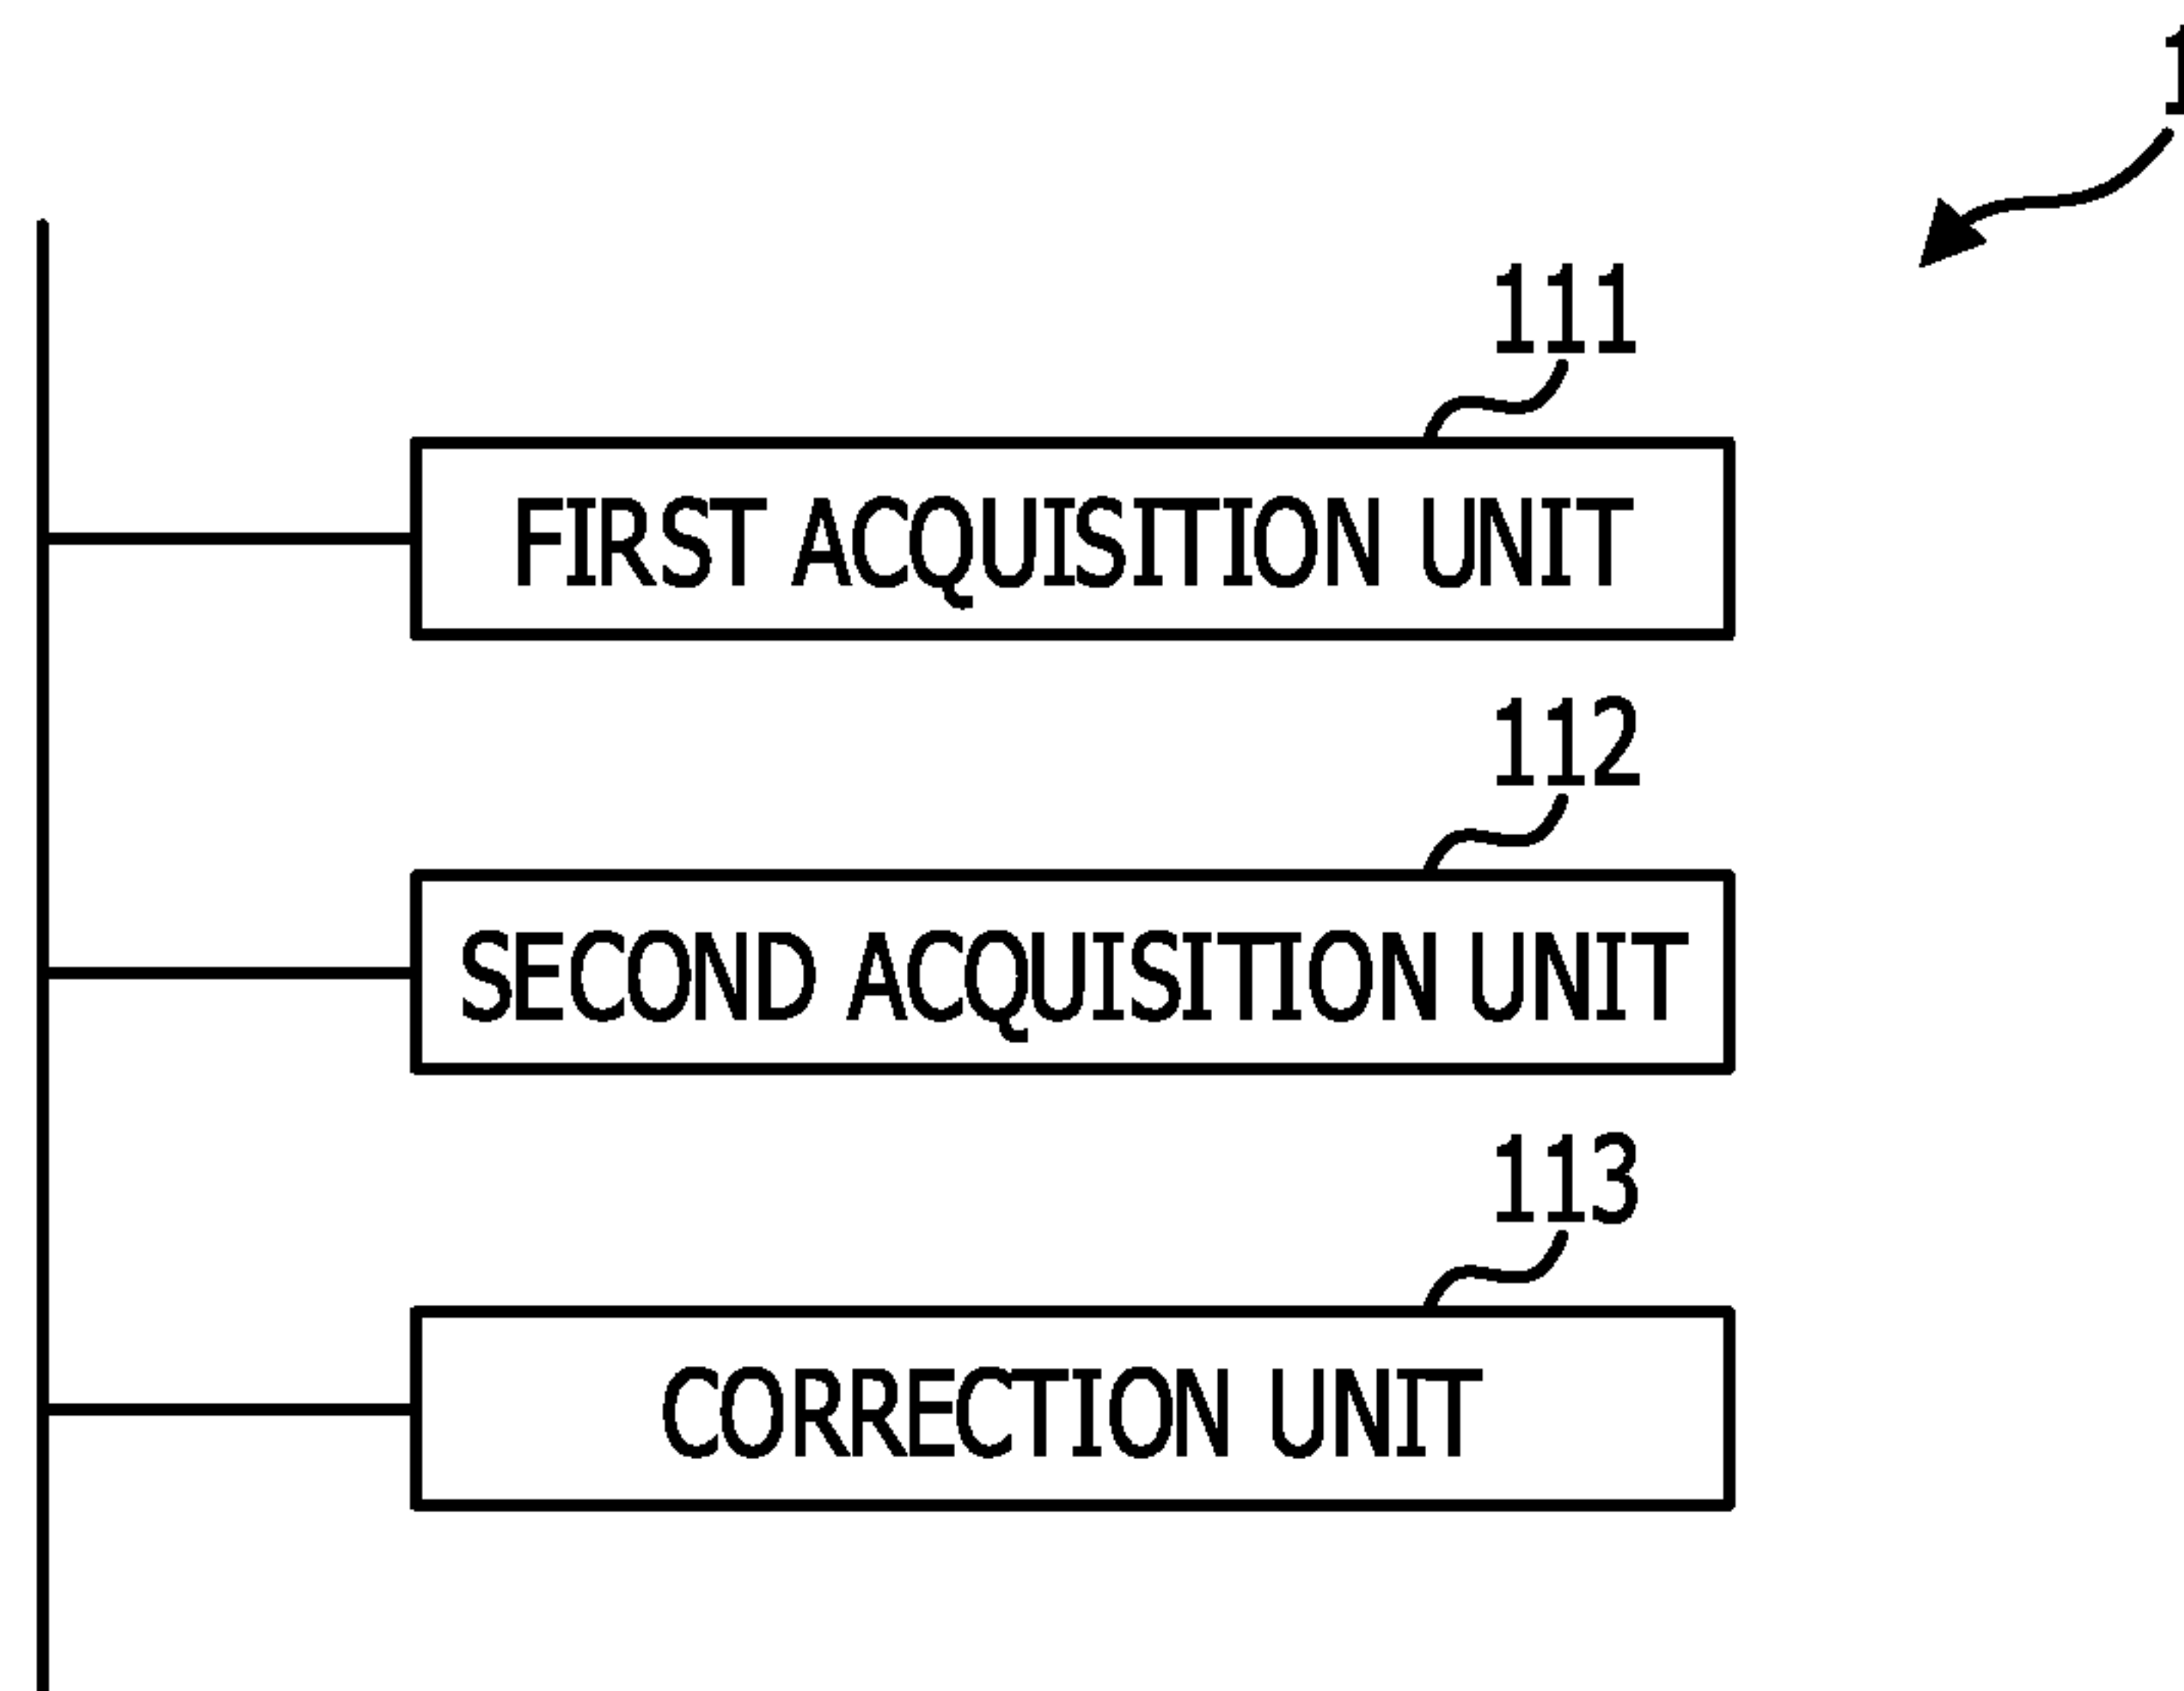 111
FIRST ACQUISITION UNIT
112
SECOND ACQUISITION UNIT
113
CORRECTION UNIT